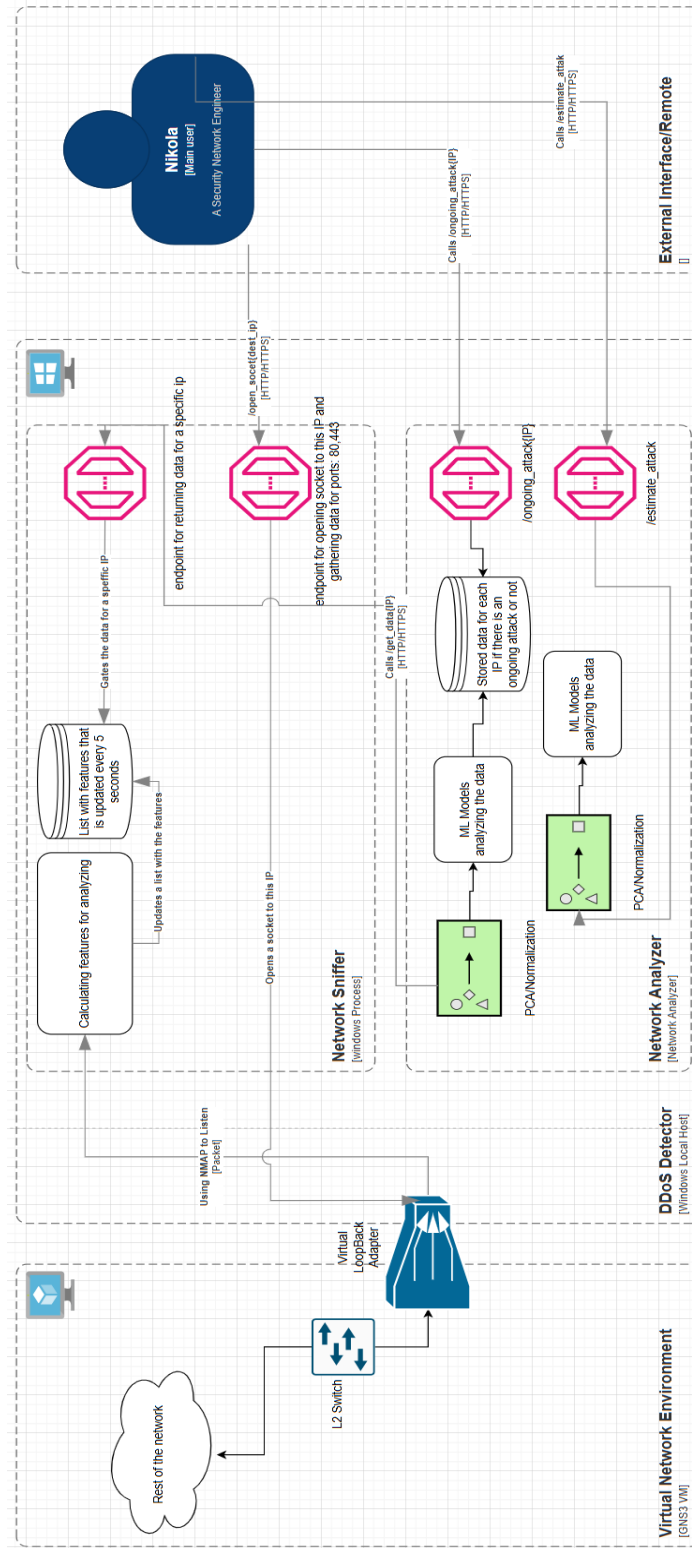 Rest of the network
L2 Switch
Virtual
LoopBack
Adapter
Virtual Network Environment
[GNS3 VM]
Using NMAP to Listen
[Packet]
Calculating features for analyzing
Updates a list with the features
List with features that
is updated every 5
seconds
Gates the data for a speffic IP
endpoint for returning data for a specific ip
Opens a socket to this IP
endpoint for opening socket to this IP and
gathering data for ports: 80,443
Network Sniffer
[windows Process]
/open_socet{dest_ip}
[HTTP/HTTPS]
Calls /get_data{IP}
[HTTP/HTTPS]
PCA/Normalization
ML Models
analyzing the data
Stored data for each
IP if there is an
ongoing attack or not
/ongoing_attack{IP}
PCA/Normalization
ML Models
analyzing the data
/estimate_attack
Network Analyzer
[Network Analyzer]
DDoS Detector
[Windows Local Host]
Nikola
[Main user]
A Security Network Engineer
Calls /ongoing_attack{IP}
[HTTP/HTTPS]
Calls /estimate_attak
[HTTP/HTTPS]
External Interface/Remote
[]